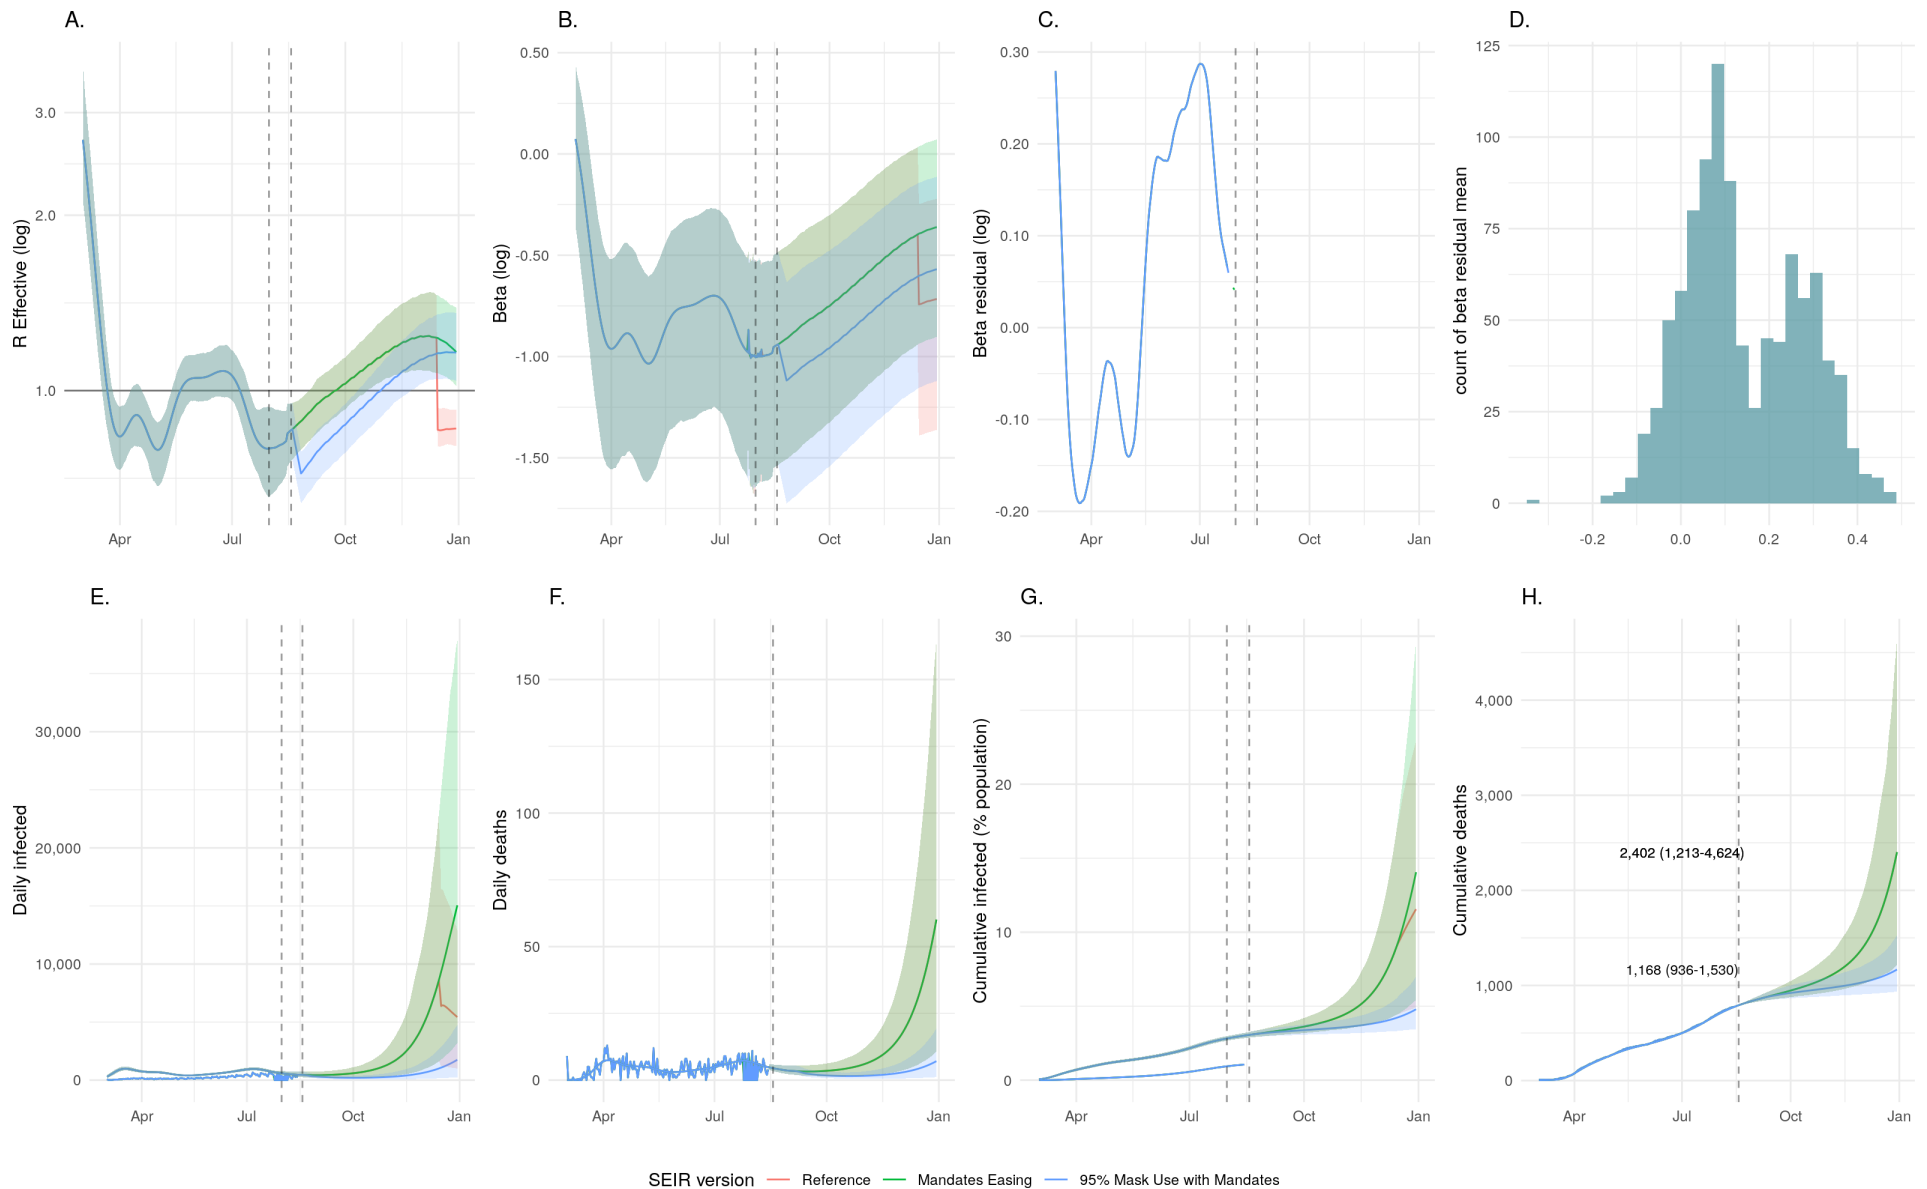 A.
B.
C.
D.
R Effective (log)
3.0
2.0
1.0
Apr
Jul
Oct
Jan
Beta (log)
0.50
0.00
-0.50
-1.00
-1.50
Apr
Jul
Oct
Jan
Beta residual (log)
0.30
0.20
0.10
0.00
-0.10
-0.20
Apr
Jul
Oct
Jan
count of beta residual mean
125
100
75
50
25
0
-0.2
0.0
0.2
0.4
E.
F.
G.
H.
Daily infected
30,000
20,000
10,000
0
Apr
Jul
Oct
Jan
Daily deaths
150
100
50
0
Apr
Jul
Oct
Jan
Cumulative infected (% population)
30
20
10
0
Apr
Jul
Oct
Jan
Cumulative deaths
4,000
3,000
2,000
1,000
0
2,402 (1,213-4,624)
1,168 (936-1,530)
Apr
Jul
Oct
Jan
SEIR version Reference Mandates Easing 95% Mask Use with Mandates